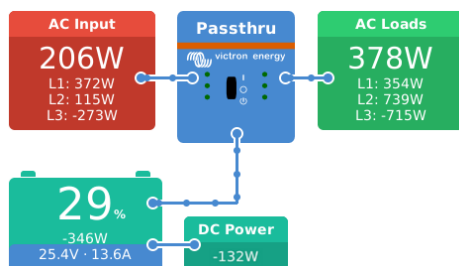 AC Input
206W
L1: 372W
L2: 115W
L3: -273W
Passthru
victron energy
I
AC Loads
378W
L1: 354W
L2: 739W
L3: -715W
29%
-346W
25.4V · 13.6A
DC Power
-132W